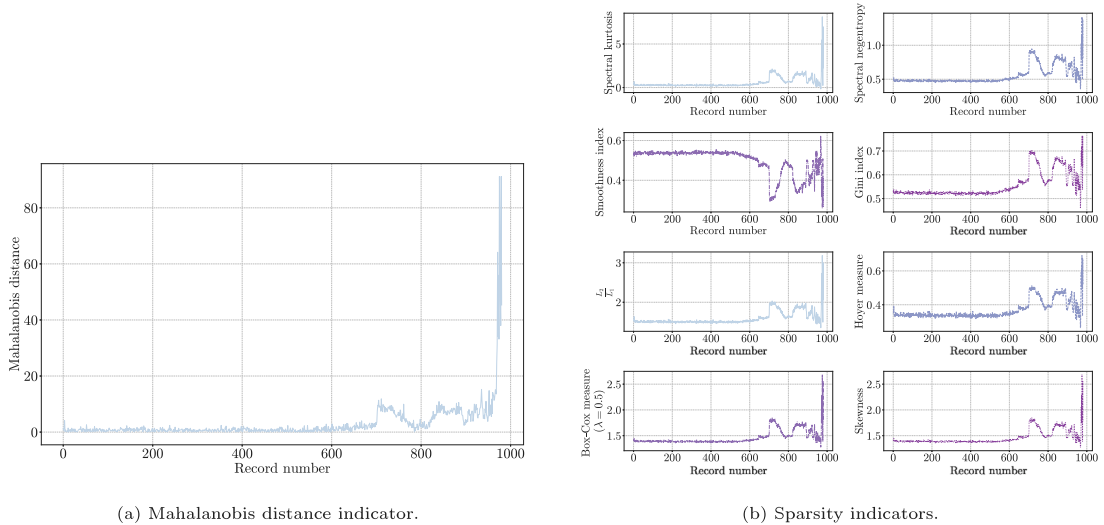 Mahalanobis distance
80
60
40
20
0
0 200 400 600 800 1000
Record number
(a) Mahalanobis distance indicator.
Spectral kurtosis
5
0
0 200 400 600 800 1000
Record number
Spectral negentropy
1.0
0.5
0 200 400 600 800 1000
Record number
Smoothness index
0.6
0.4
0 200 400 600 800 1000
Record number
Gini index
0.7
0.6
0.5
0 200 400 600 800 1000
Record number
L₂
L₁
3
2
0 200 400 600 800 1000
Record number
Hoyer measure
0.6
0.4
0 200 400 600 800 1000
Record number
Box-Cox measure
(λ = 0.5)
2.5
2.0
1.5
0 200 400 600 800 1000
Record number
Skewness
2.5
2.0
1.5
0 200 400 600 800 1000
Record number
(b) Sparsity indicators.